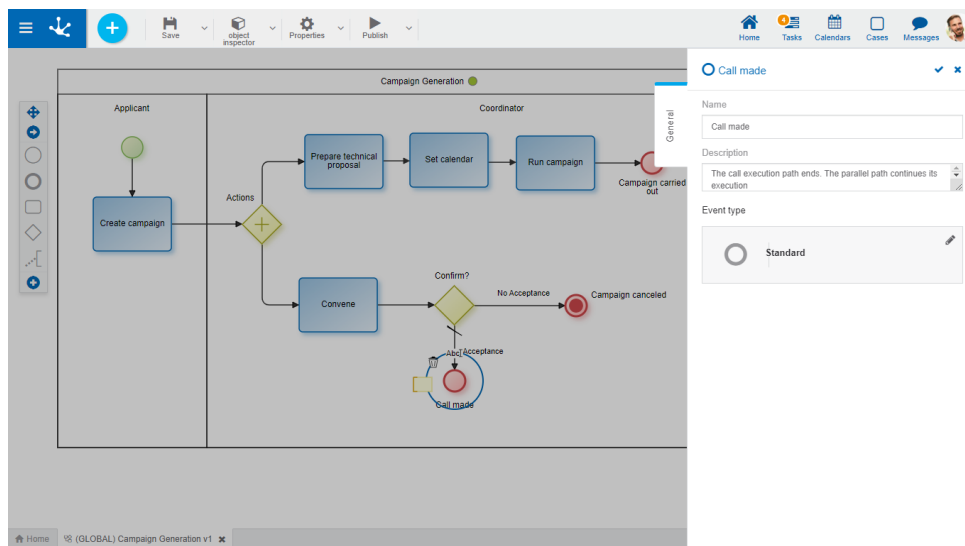 Save
object
inspector
Properties
Publish
Home
4
Tasks
Calendars
Cases
Messages
Campaign Generation
Applicant
Coordinator
Create campaign
Actions
Prepare technical
proposal
Set calendar
Run campaign
Campaign carried
out
Convene
Confirm?
No Acceptance
Campaign canceled
Abc[
Acceptance
Call made
General
Call made
Name
Call made
Description
The call execution path ends. The parallel path continues its
execution
Event type
Standard
Home
(GLOBAL) Campaign Generation v1